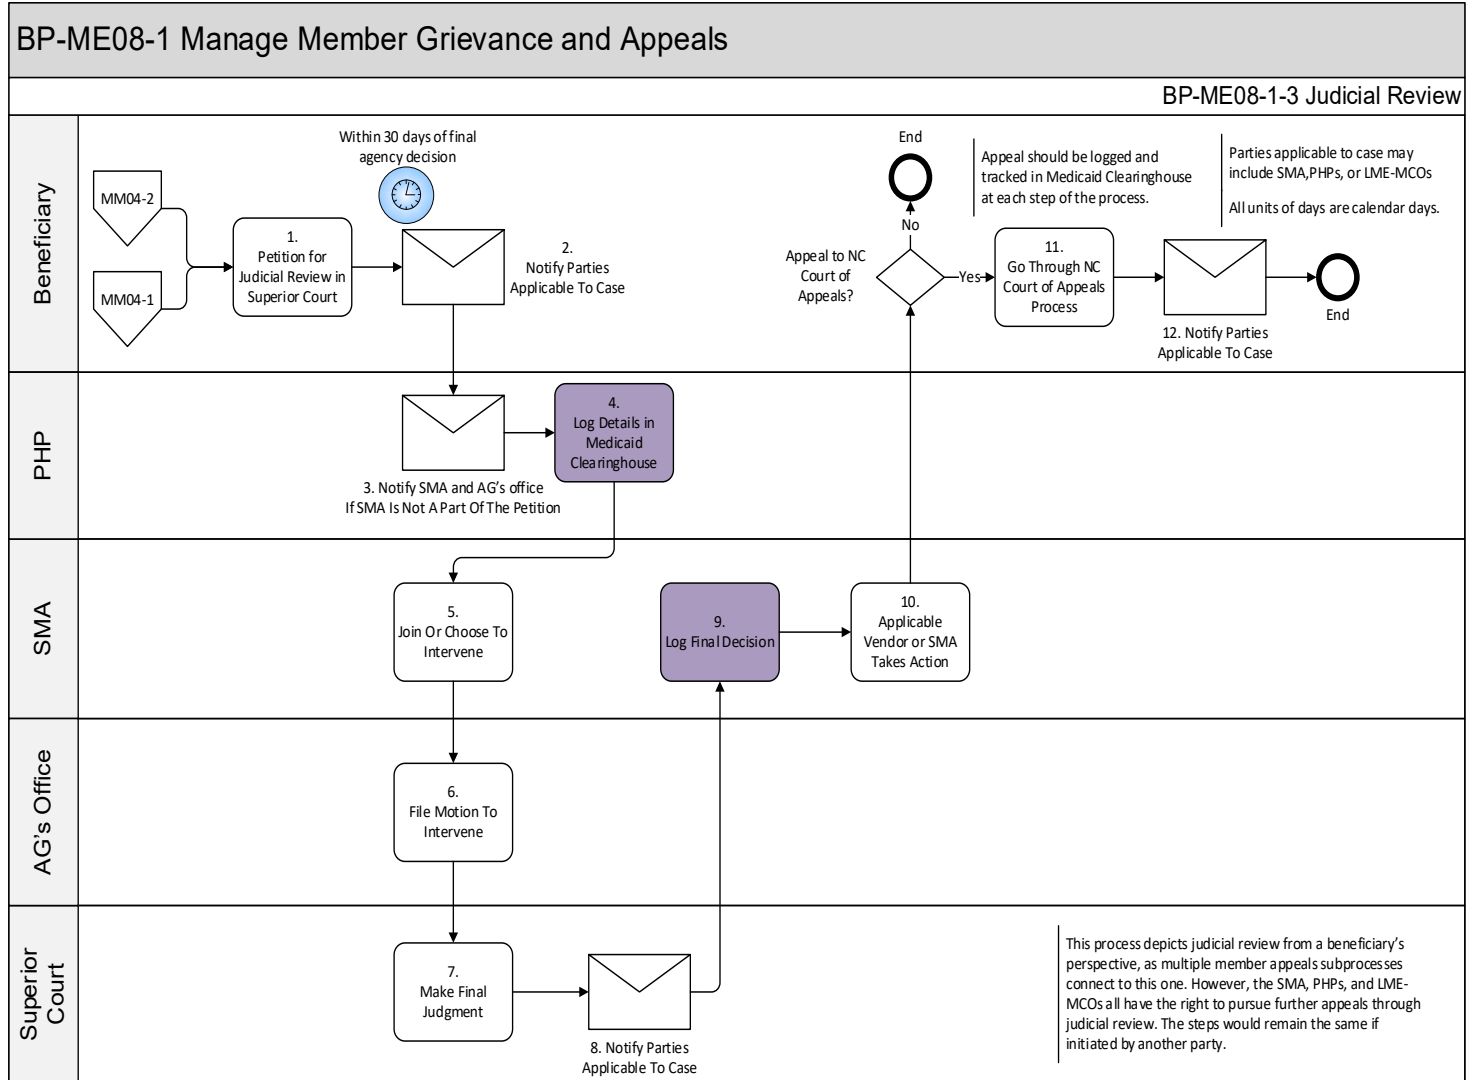 BP-ME08-1 Manage Member Grievance and Appeals
BP-ME08-1-3 Judicial Review
Beneficiary
MM04-2
MM04-1
1.
Petition for
Judicial Review in
Superior Court
Within 30 days of final
agency decision
2.
Notify Parties
Applicable To Case
End
No
Appeal to NC
Court of
Appeals?
Yes
Appeal should be logged and
tracked in Medicaid Clearinghouse
at each step of the process.
11.
Go Through NC
Court of Appeals
Process
Parties applicable to case may
include SMA,PHPs, or LME-MCOs
All units of days are calendar days.
12. Notify Parties
Applicable To Case
End
PHP
3. Notify SMA and AG's office
If SMA Is Not A Part Of The Petition
4.
Log Details in
Medicaid
Clearinghouse
SMA
5.
Join Or Choose To
Intervene
9.
Log Final Decision
10.
Applicable
Vendor or SMA
Takes Action
AG's Office
6.
File Motion To
Intervene
Superior
Court
7.
Make Final
Judgment
8. Notify Parties
Applicable To Case
This process depicts judicial review from a beneficiary's
perspective, as multiple member appeals subprocesses
connect to this one. However, the SMA, PHPs, and LME-
MCOs all have the right to pursue further appeals through
judicial review. The steps would remain the same if
initiated by another party.